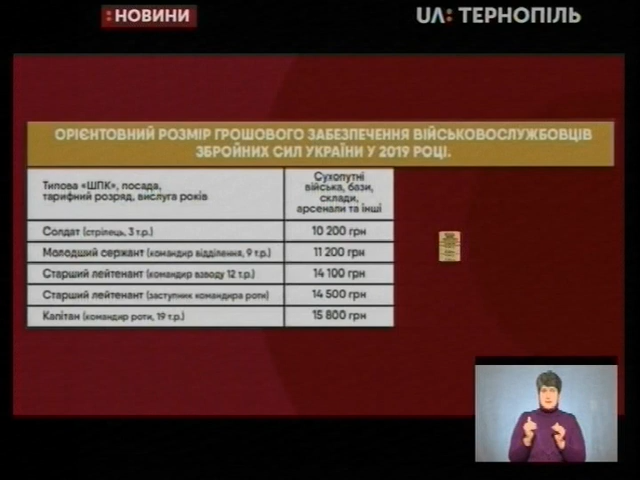 :НОВИНИ
UA: ТЕРНОПІЛЬ
ОРІЄНТОВНИЙ РОЗМІР ГРОШОВОГО ЗАБЕЗПЕЧЕННЯ ВІЙСЬКОВОСЛУЖБОВЦІВ
ЗБРОЙНИХ СИЛ УКРАЇНИ У 2019 РОЦІ.
Типова «ШПК», посада,
тарифний розряд, вислуга років
Сухопутні
війська, бази,
склади,
арсенали та інші
Солдат (стрілець, 3 т.р.) 10 200 грн
Молодший сержант (командир відділення, 9 т.р.) 11 200 грн
Старший лейтенант (командир взводу 12 т.р.) 14 100 грн
Старший лейтенант (заступник командира роти) 14 500 грн
Капітан (командир роти, 19 т.р.) 15 800 грн